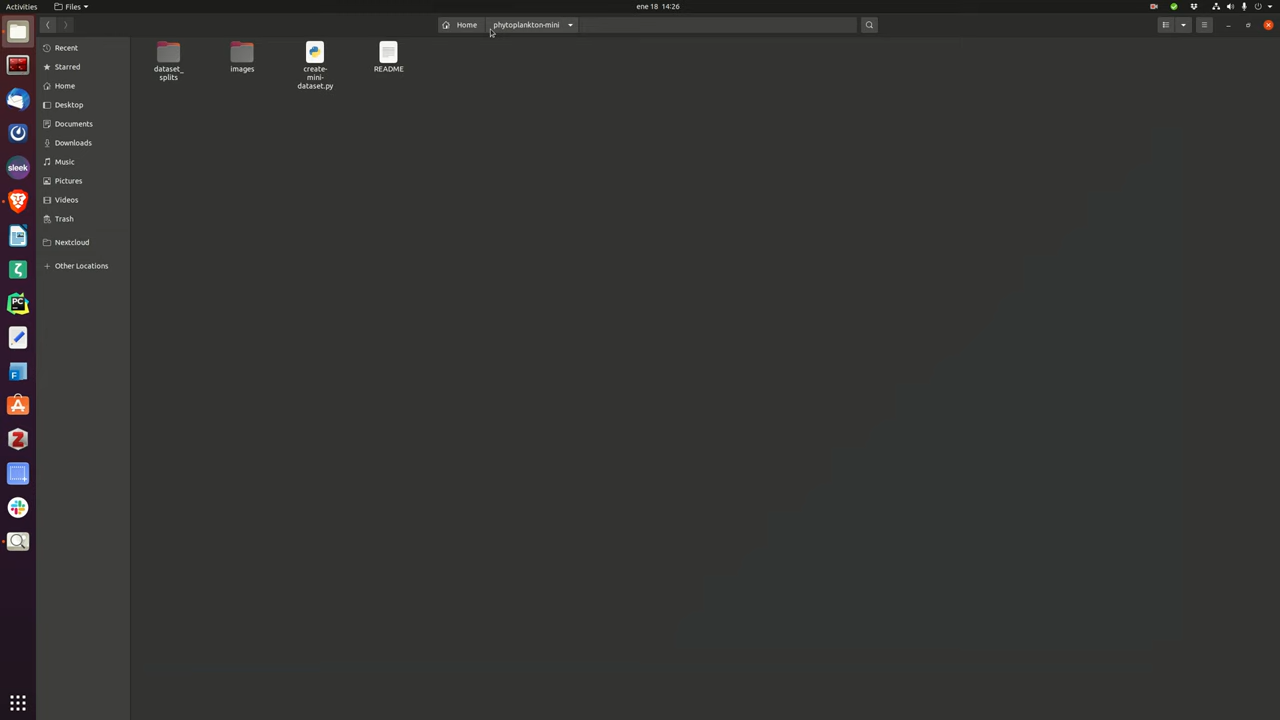 Activities
Files
ene 18 14:26
Home
phytoplankton-mini
Recent
Starred
Home
Desktop
Documents
Downloads
Music
Pictures
Videos
Trash
Nextcloud
Other Locations
dataset_
splits
images
create-
mini-
dataset.py
README
sleek
PC
F
Z